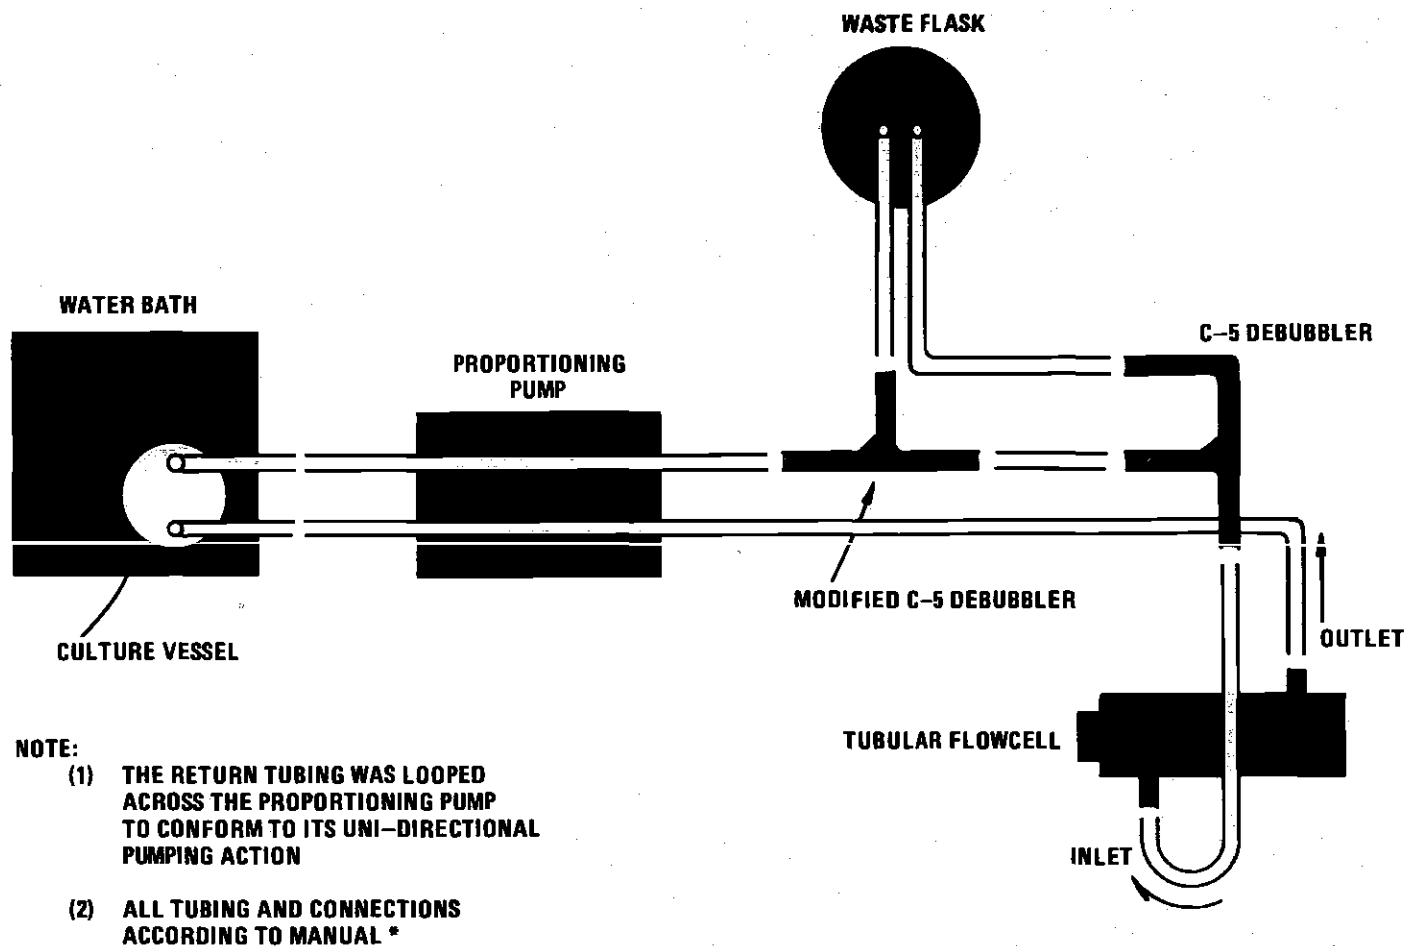 WASTE FLASK
WATER BATH
C-5 DEBUBBLER
PROPORTIONING
PUMP
MODIFIED C-5 DEBUBBLER
OUTLET
CULTURE VESSEL
TUBULAR FLOWCELL
INLET
NOTE:
(1) THE RETURN TUBING WAS LOOPED
ACROSS THE PROPORTIONING PUMP
TO CONFORM TO ITS UNI-DIRECTIONAL
PUMPING ACTION
(2) ALL TUBING AND CONNECTIONS
ACCORDING TO MANUAL *